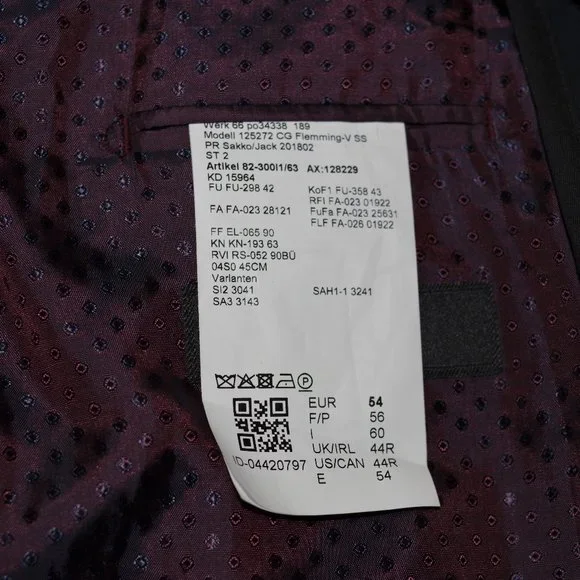 Werk 66 po34338 189
Modell 125272 CG Flemming-V SS
PR Sakko/Jack 201802
ST 2
Artikel 82-300I1/63 AX:128229
KD 15964
FU FU-298 42 KoF1 FU-358 43
RFI FA-023 01922
FA FA-023 28121 FuFa FA-023 25631
FLF FA-026 01922
FF EL-065 90
KN KN-193 63
RVI RS-052 90BÜ
04S0 45CM
Varianten
SI2 3041 SAH1-1 3241
SA3 3143
EUR 54
F/P 56
I 60
UK/IRL 44R
ID-04420797 US/CAN 44R
E 54